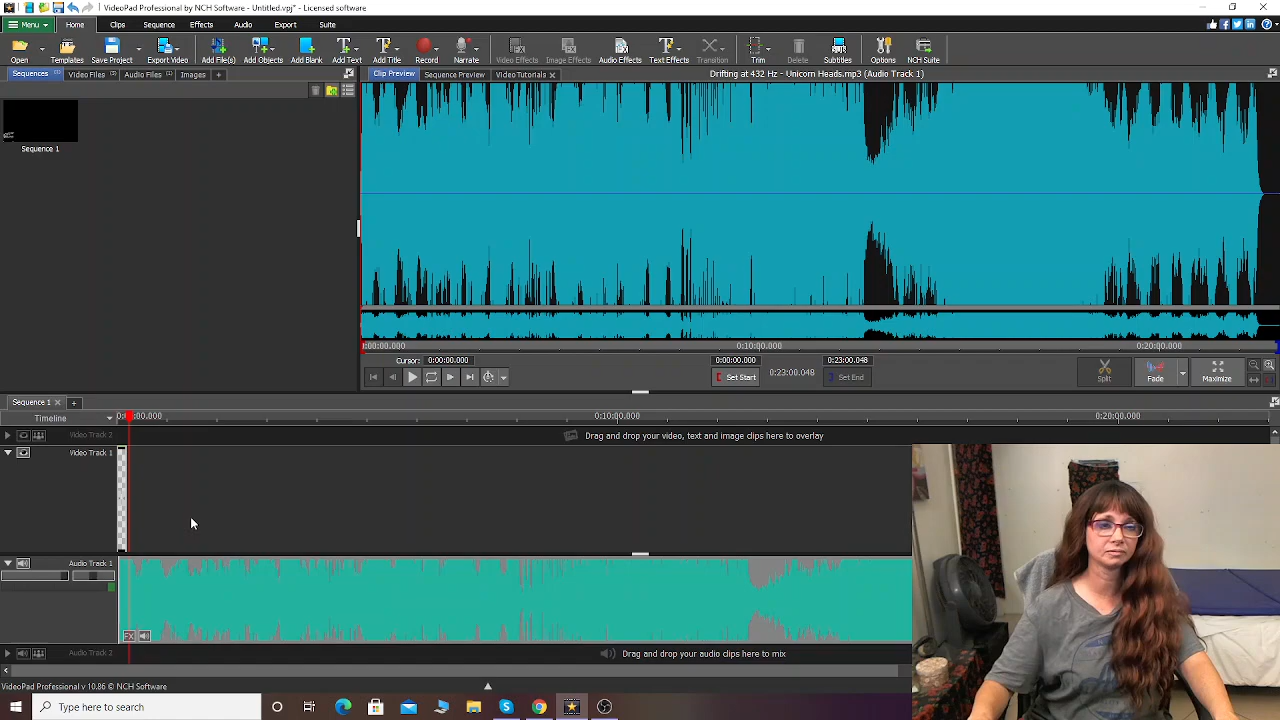 VideoPad Professional by NCH Software - Untitled.vpj* - Licensed software
Menu Home Clips Sequence Effects Audio Export Suite
Open Templates Save Project Export Video Add File(s) Add Objects Add Blank Add Text Add Title Record Narrate Video Effects Image Effects Audio Effects Text Effects Transition Trim Delete Subtitles Options NCH Suite
Sequences Video Files Audio Files Images +
Clip Preview Sequence Preview Video Tutorials
Drifting at 432 Hz - Unicorn Heads.mp3 (Audio Track 1)
Sequence 1
0:00:00.000 0:10:00.000 0:20:00.000
Cursor: 0:00:00.000
0:00:00.000 0:23:00.048 0:23:00.048
Set Start Set End
Split Fade Maximize
Sequence 1 +
Timeline 0:00:00.000 0:10:00.000 0:20:00.000
Video Track 2 Drag and drop your video, text and image clips here to overlay
Video Track 1
Audio Track 1
FX
Audio Track 2 Drag and drop your audio clips here to mix
VideoPad Professional v 10.86 © NCH Software
Type here to search